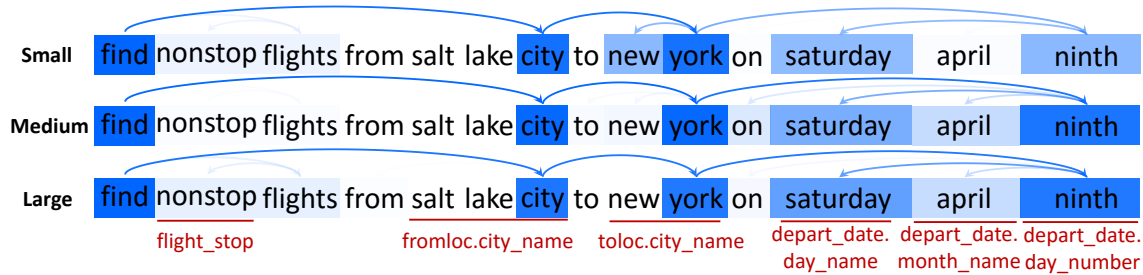 Small find nonstop flights from salt lake city to new york on saturday april ninth
Medium find nonstop flights from salt lake city to new york on saturday april ninth
Large find nonstop flights from salt lake city to new york on saturday april ninth
flight_stop fromloc.city_name toloc.city_name depart_date. depart_date. depart_date.
day_name month_name day_number